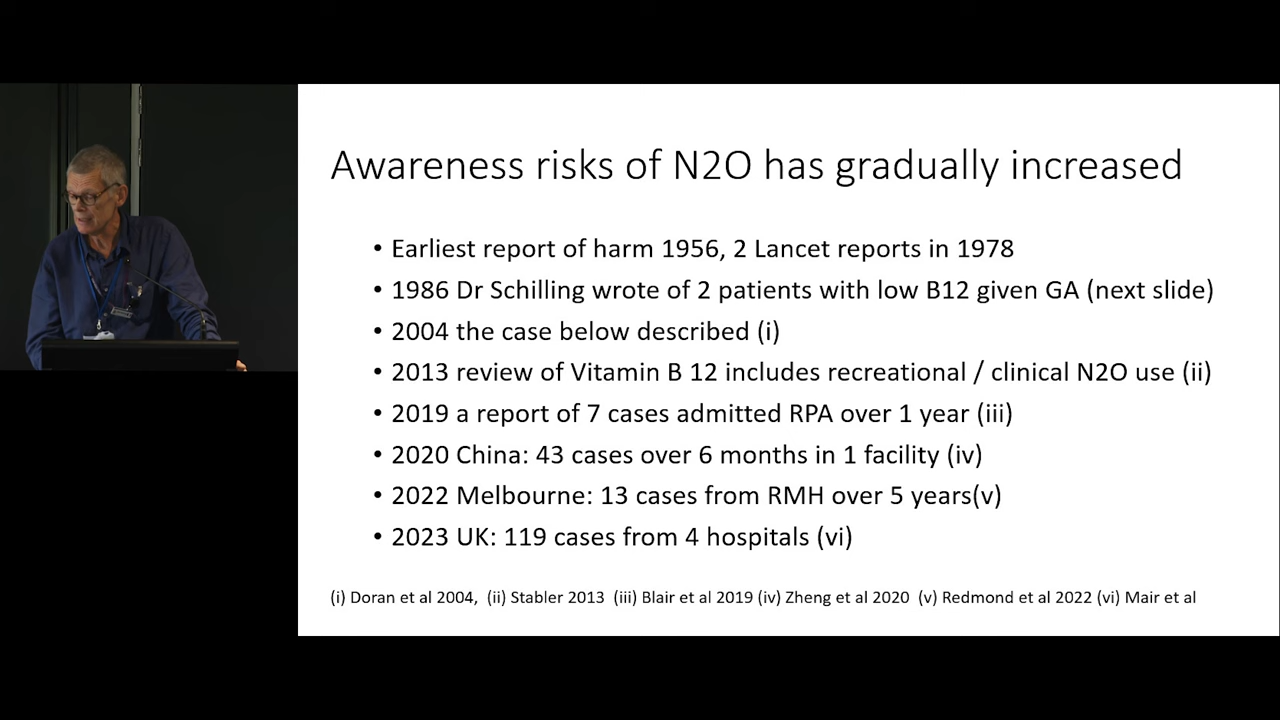 Awareness risks of N2O has gradually increased
• Earliest report of harm 1956, 2 Lancet reports in 1978
• 1986 Dr Schilling wrote of 2 patients with low B12 given GA (next slide)
• 2004 the case below described (i)
• 2013 review of Vitamin B 12 includes recreational / clinical N2O use (ii)
• 2019 a report of 7 cases admitted RPA over 1 year (iii)
• 2020 China: 43 cases over 6 months in 1 facility (iv)
• 2022 Melbourne: 13 cases from RMH over 5 years(v)
• 2023 UK: 119 cases from 4 hospitals (vi)
(i) Doran et al 2004, (ii) Stabler 2013 (iii) Blair et al 2019 (iv) Zheng et al 2020 (v) Redmond et al 2022 (vi) Mair et al